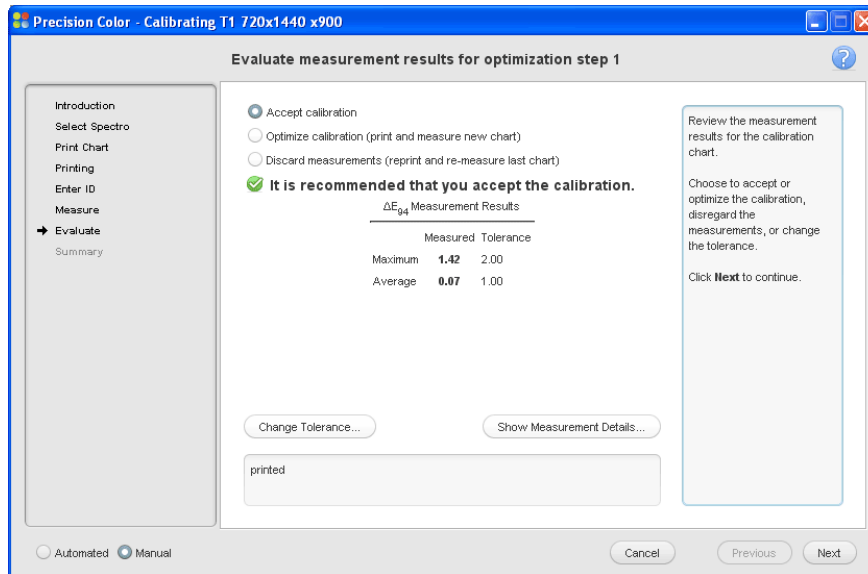 Precision Color - Calibrating T1 720x1440 x900
Evaluate measurement results for optimization step 1
?
Introduction
Select Spectro
Print Chart
Printing
Enter ID
Measure
Evaluate
Summary
Accept calibration
Optimize calibration (print and measure new chart)
Discard measurements (reprint and re-measure last chart)
It is recommended that you accept the calibration.
ΔE94 Measurement Results
Measured Tolerance
Maximum 1.42 2.00
Average 0.07 1.00
Change Tolerance...
Show Measurement Details...
printed
Review the measurement
results for the calibration
chart.
Choose to accept or
optimize the calibration,
disregard the
measurements, or change
the tolerance.
Click Next to continue.
Automated Manual
Cancel
Previous
Next